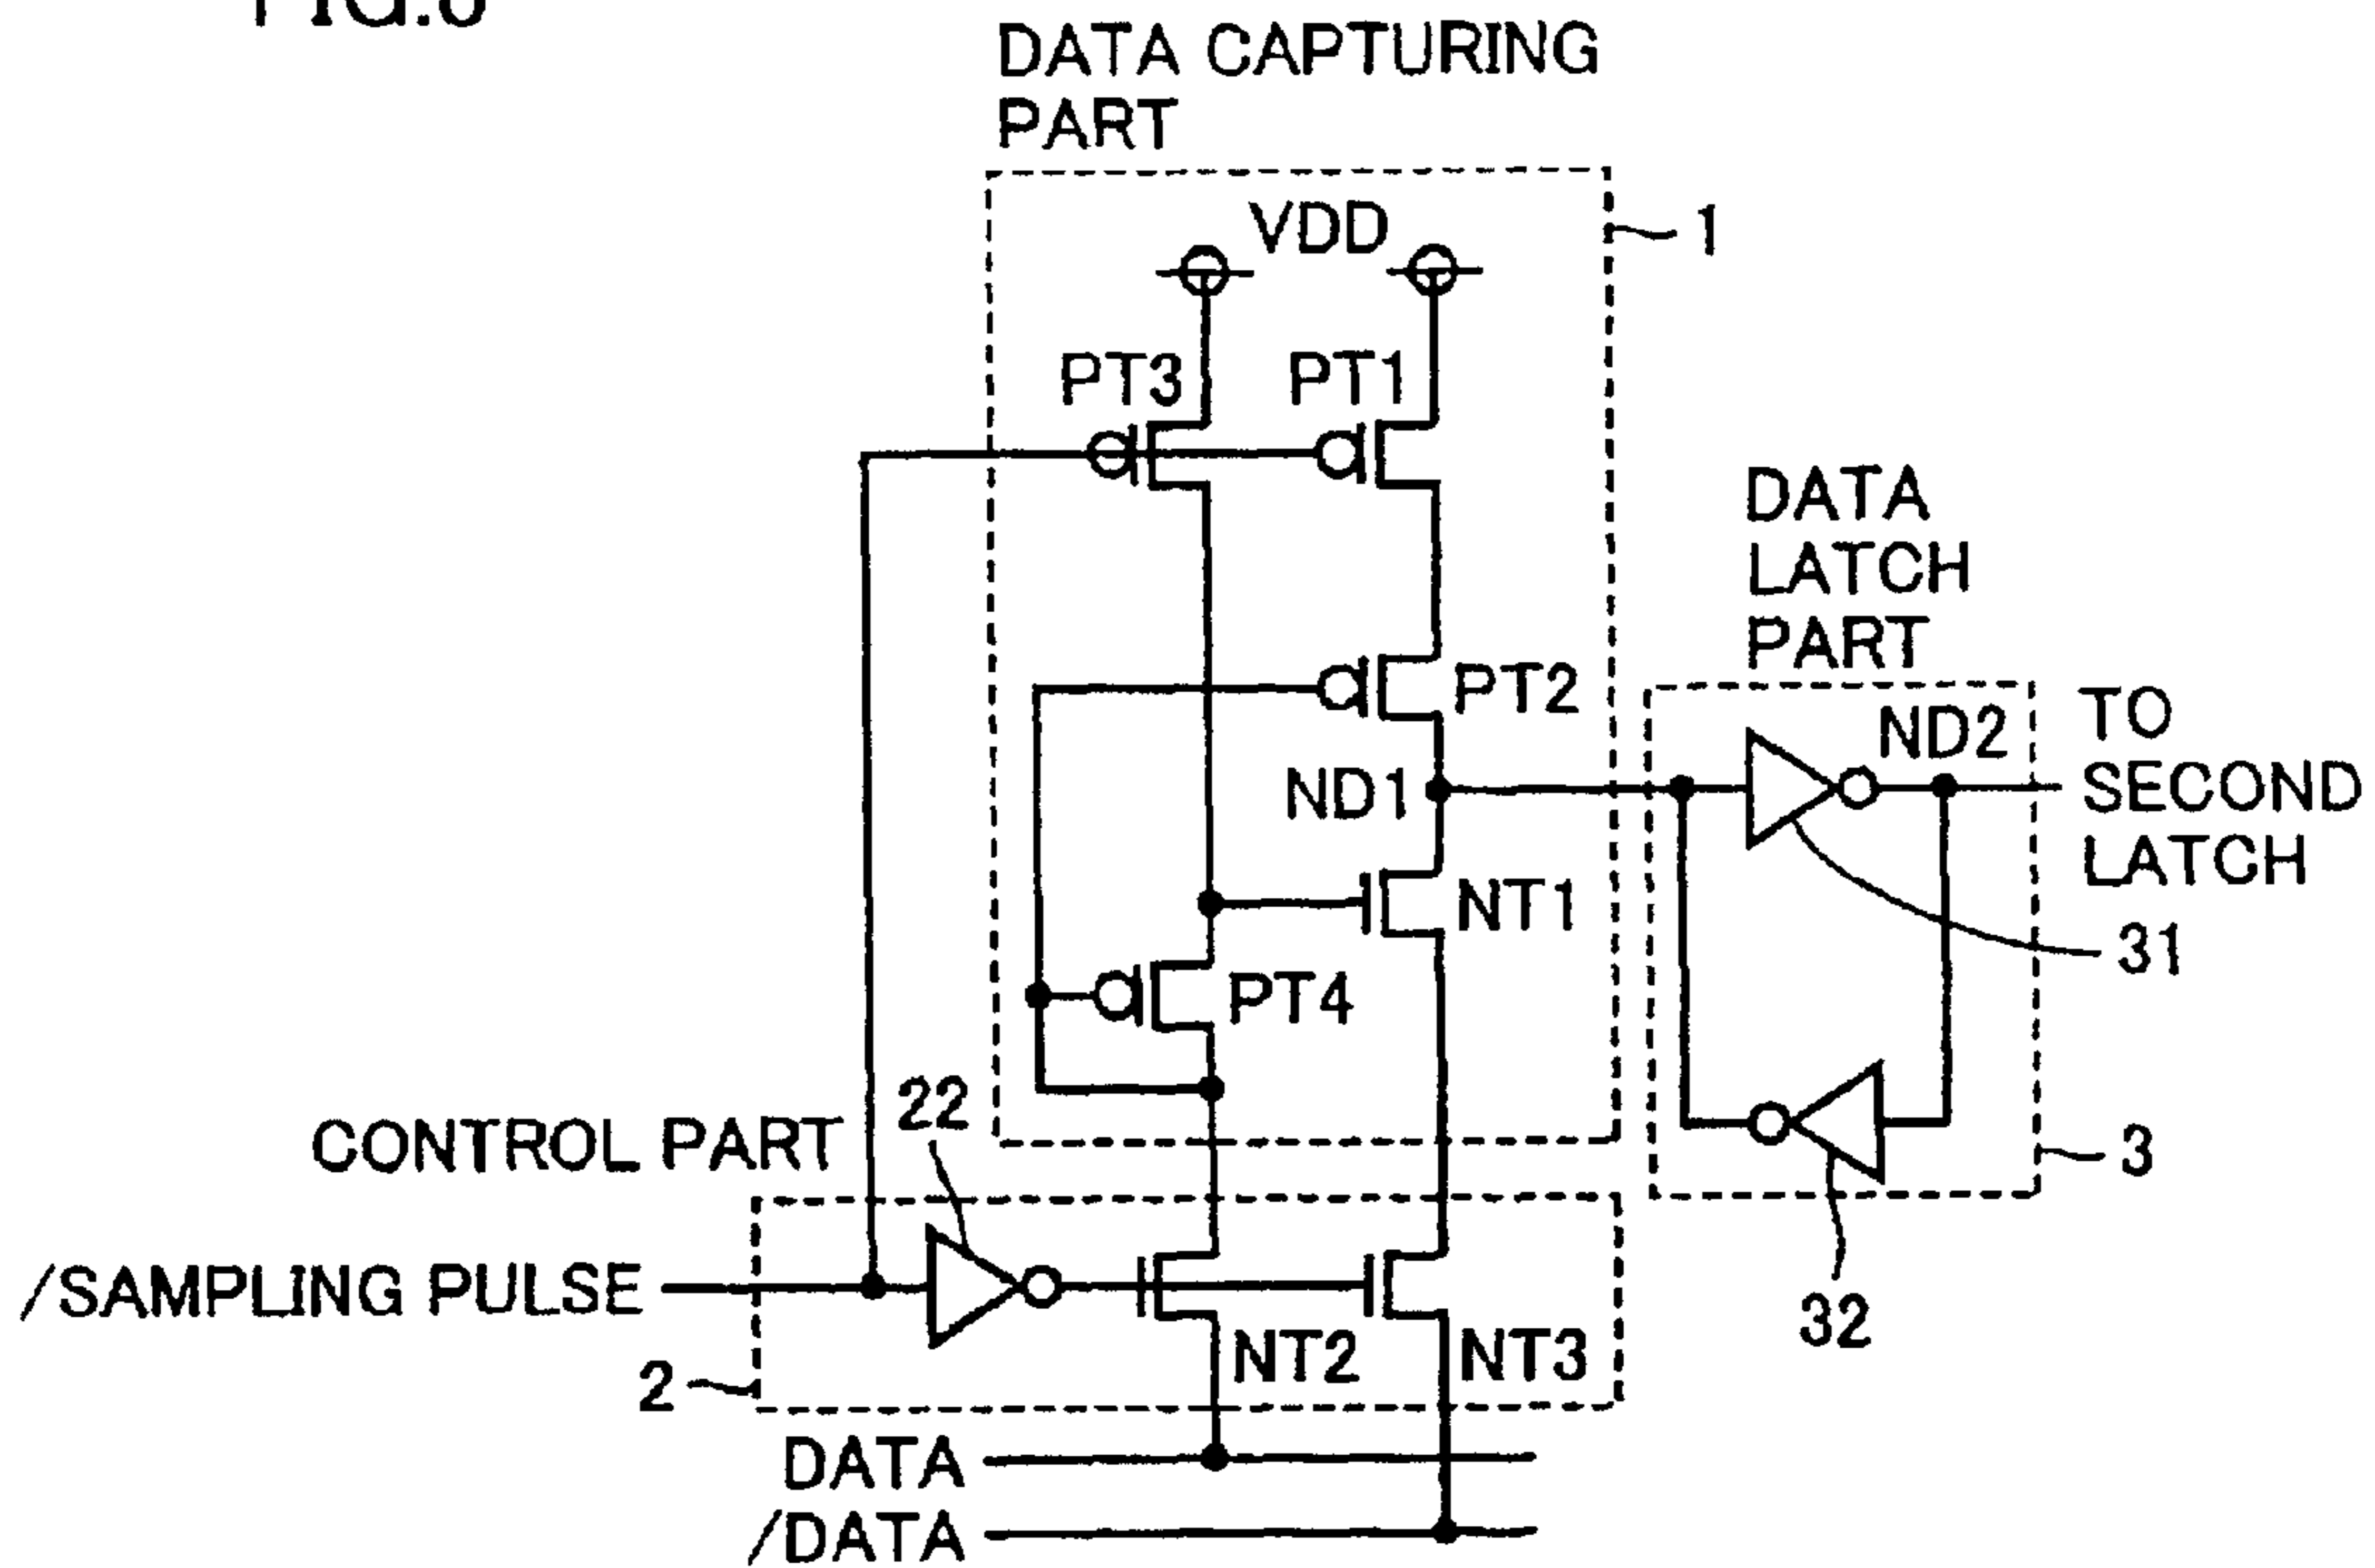 DATA CAPTURING
PART
VDD
1
PT3
PT1
DATA
LATCH
PART
PT2
ND2
TO
SECOND
LATCH
ND1
NT1
31
PT4
22
CONTROL PART
3
/SAMPLING PULSE
32
NT2
NT3
2
DATA
/DATA